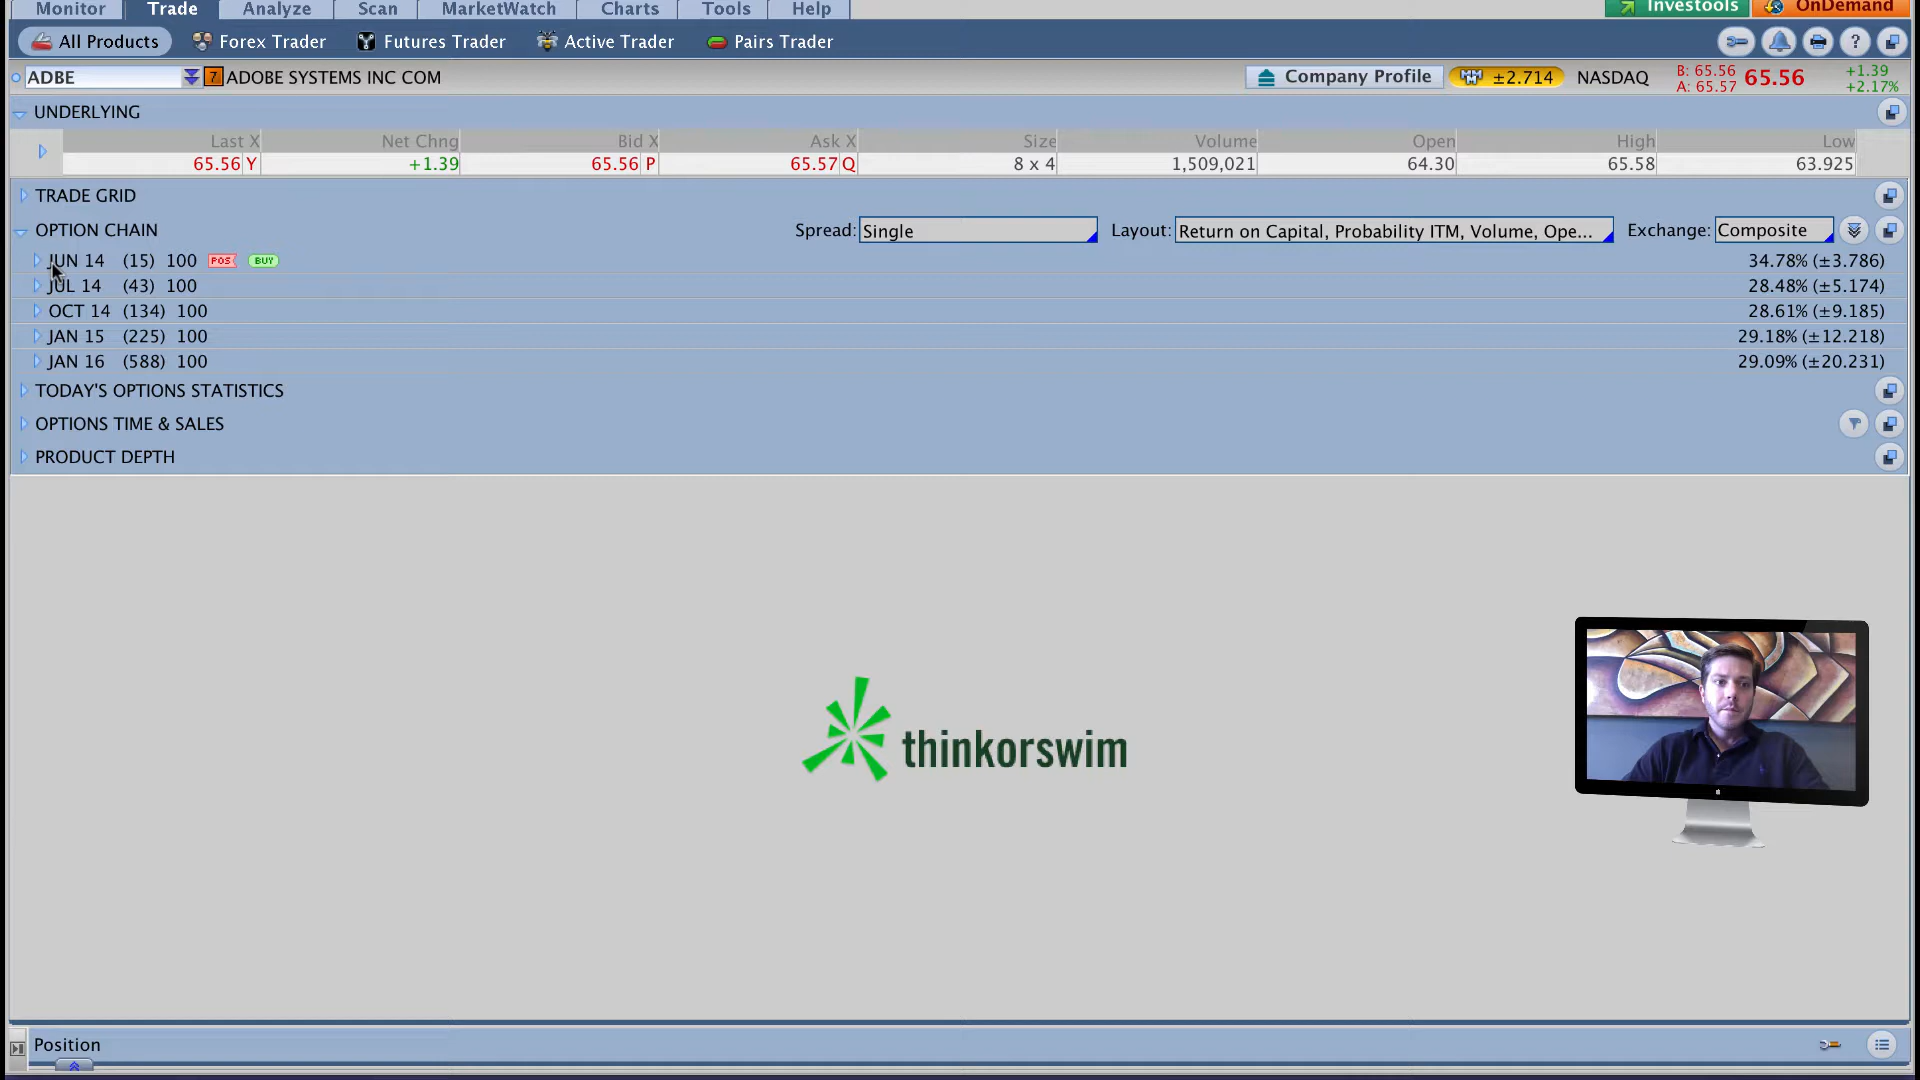 Monitor Trade Analyze Scan MarketWatch Charts Tools Help Investools OnDemand
All Products Forex Trader Futures Trader Active Trader Pairs Trader ?
ADBE 7 ADOBE SYSTEMS INC COM Company Profile ±2.714 NASDAQ B: 65.56 A: 65.57 65.56 +1.39 +2.17%
UNDERLYING
Last X Net Chng Bid X Ask X Size Volume Open High Low
65.56 Y +1.39 65.56 P 65.57 Q 8 x 4 1,509,021 64.30 65.58 63.925
TRADE GRID
OPTION CHAIN Spread: Single Layout: Return on Capital, Probability ITM, Volume, Ope... Exchange: Composite
JUN 14 (15) 100 POS BUY 34.78% (±3.786)
JUL 14 (43) 100 28.48% (±5.174)
OCT 14 (134) 100 28.61% (±9.185)
JAN 15 (225) 100 29.18% (±12.218)
JAN 16 (588) 100 29.09% (±20.231)
TODAY'S OPTIONS STATISTICS
OPTIONS TIME & SALES
PRODUCT DEPTH
thinkorswim
Position